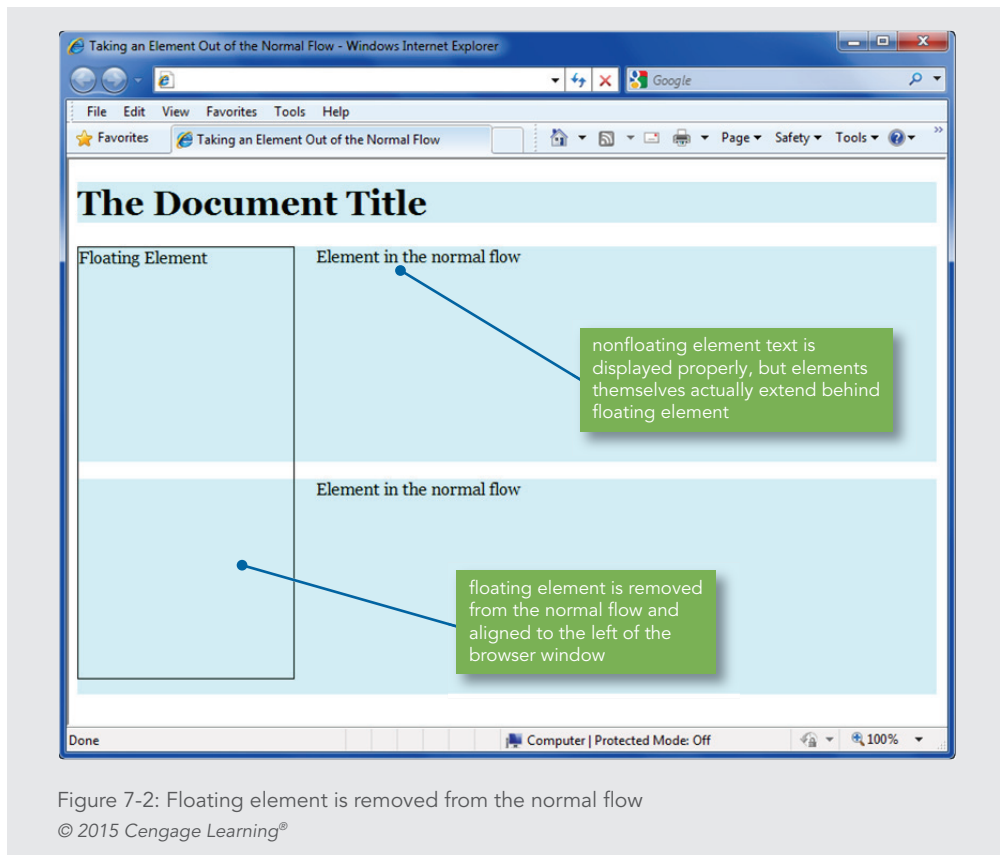 Taking an Element Out of the Normal Flow - Windows Internet Explorer
Google
File Edit View Favorites Tools Help
Favorites Taking an Element Out of the Normal Flow Page Safety Tools
The Document Title
Floating Element
Element in the normal flow
nonfloating element text is
displayed properly, but elements
themselves actually extend behind
floating element
Element in the normal flow
floating element is removed
from the normal flow and
aligned to the left of the
browser window
Done Computer | Protected Mode: Off 100%
Figure 7-2: Floating element is removed from the normal flow
© 2015 Cengage Learning®